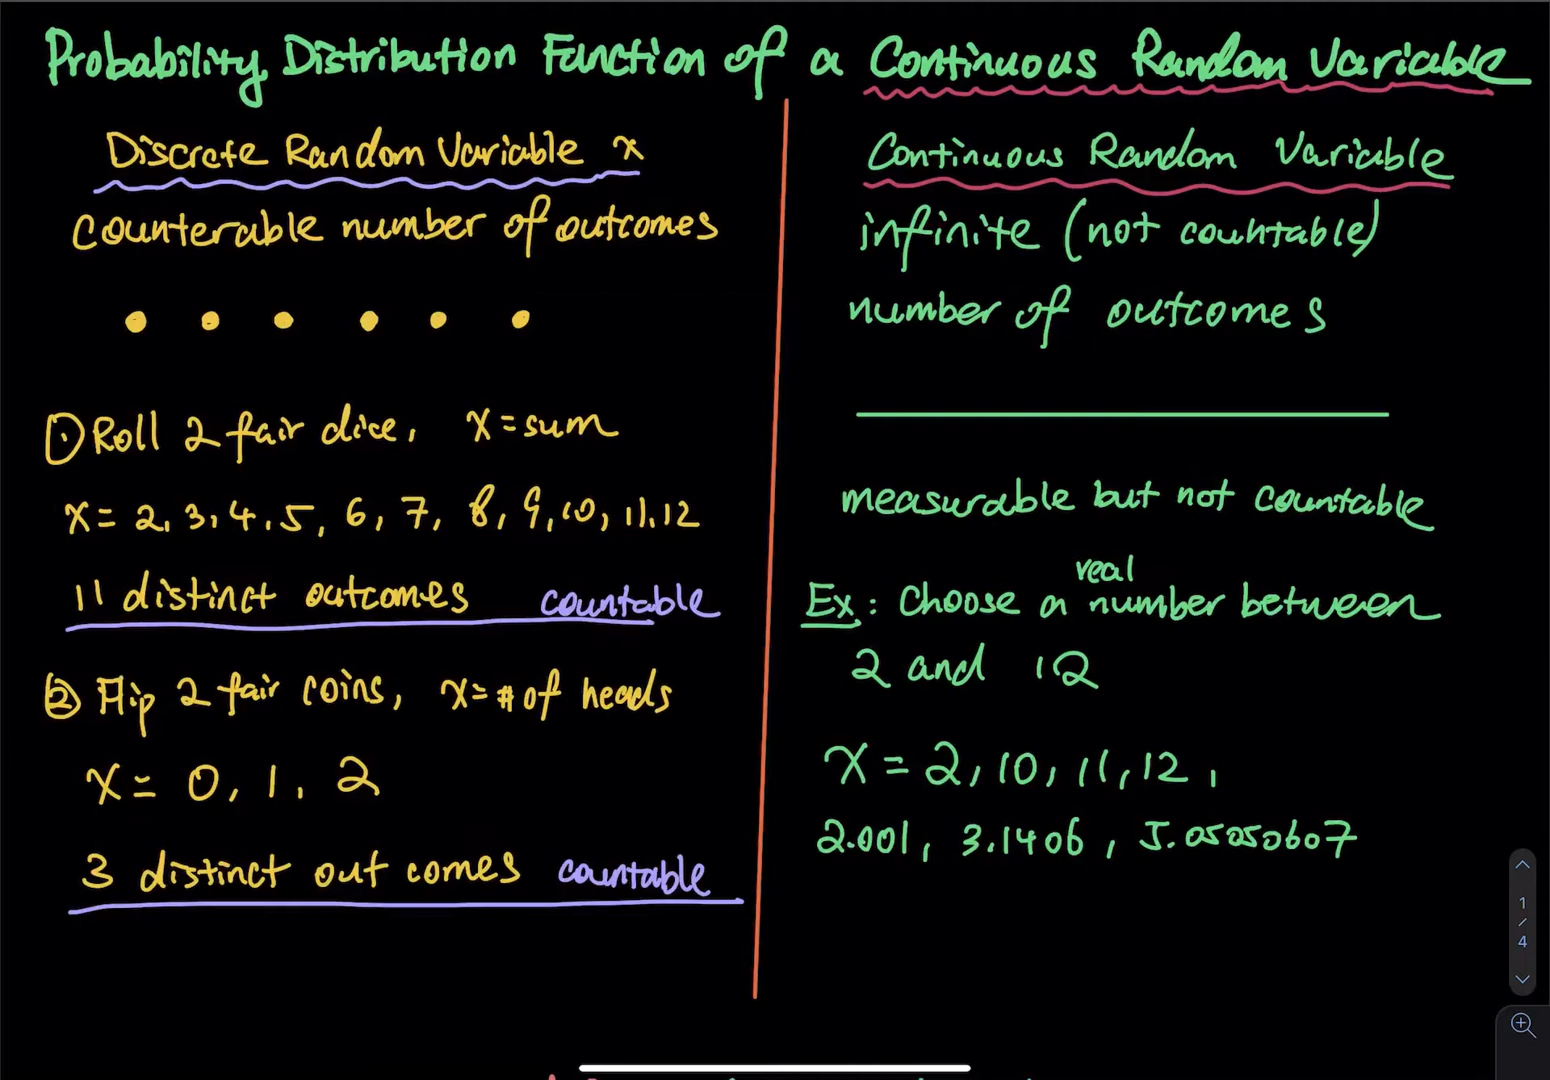 Probability Distribution Function of a Continuous Random Variable
Discrete Random Variable x
Counterable number of outcomes
① Roll 2 fair dice, x = sum
x = 2, 3, 4, 5, 6, 7, 8, 9, 10, 11, 12
11 distinct outcomes countable
② Flip 2 fair coins, x = # of heads
x = 0, 1, 2
3 distinct out comes countable
Continuous Random Variable
infinite (not countable)
number of outcomes
measurable but not countable
real
Ex: Choose a number between
2 and 12
x = 2, 10, 11, 12,
2.001, 3.1406, 5.05050607
1
/
4